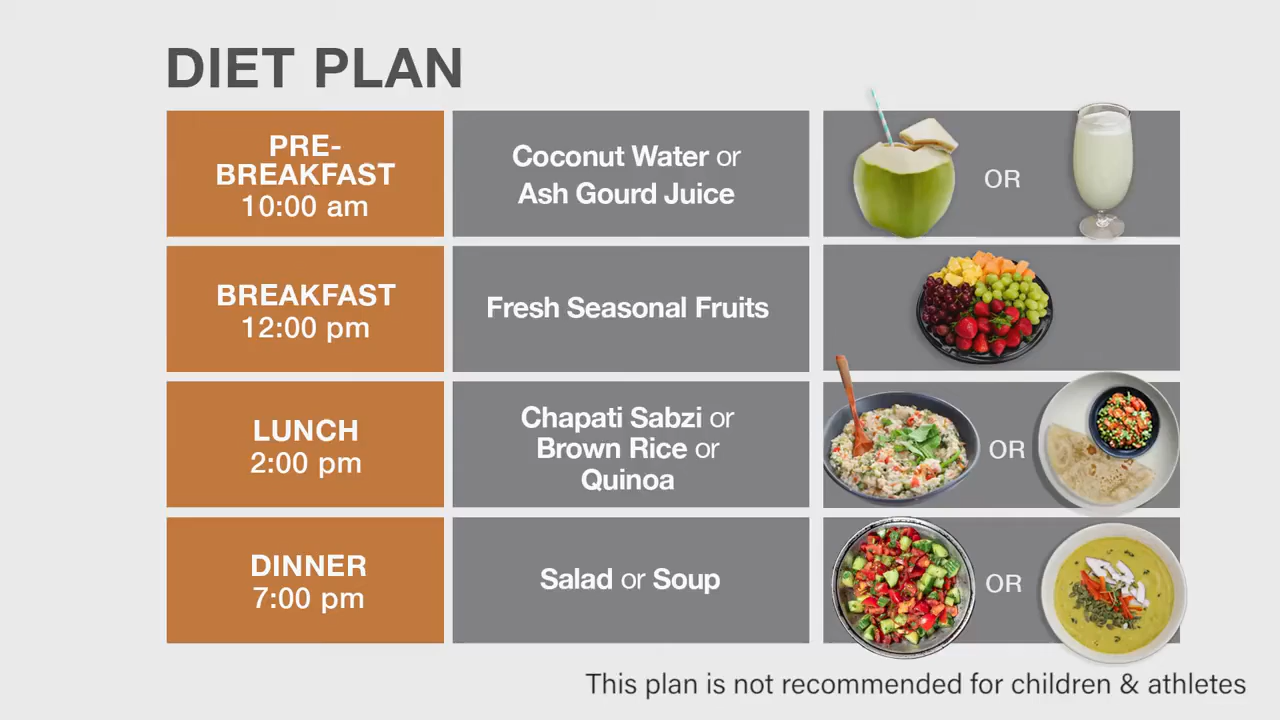 DIET PLAN
PRE-
BREAKFAST
10:00 am
Coconut Water or
Ash Gourd Juice
OR
BREAKFAST
12:00 pm
Fresh Seasonal Fruits
LUNCH
2:00 pm
Chapati Sabzi or
Brown Rice or
Quinoa
OR
DINNER
7:00 pm
Salad or Soup
OR
This plan is not recommended for children & athletes